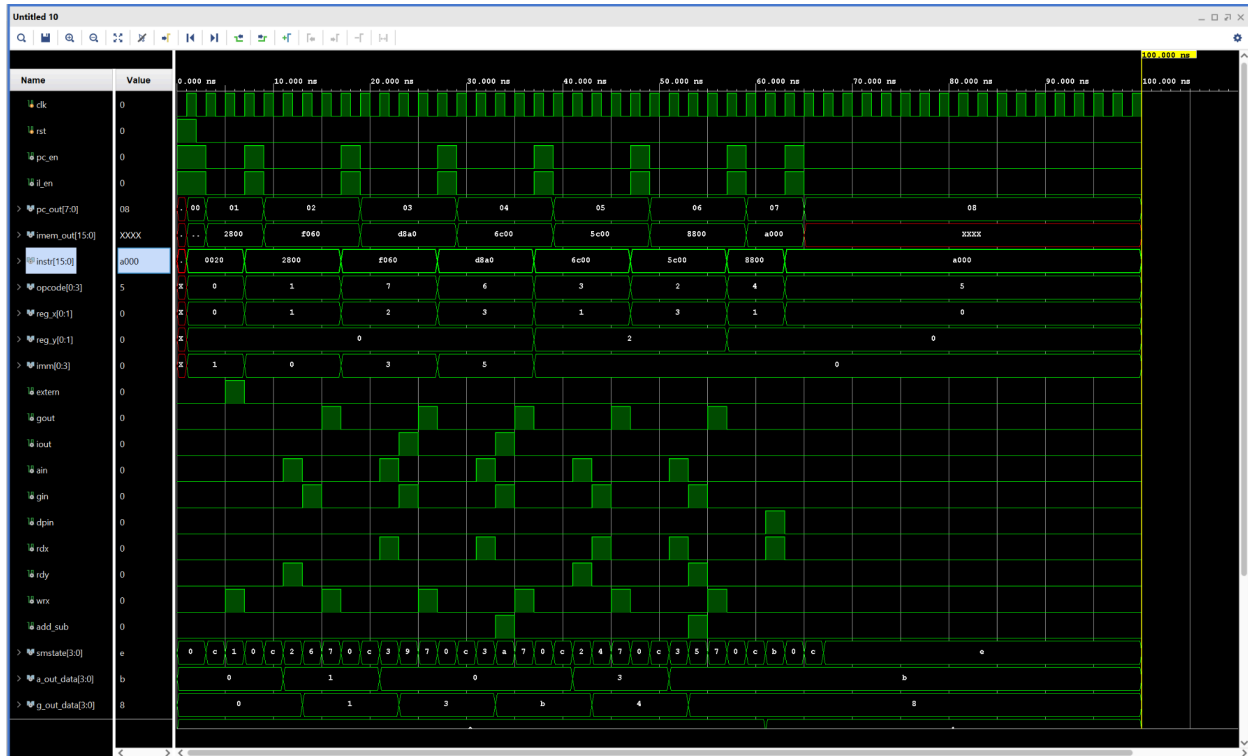 Untitled 10
100.000 ns
Name Value 0.000 ns 10.000 ns 20.000 ns 30.000 ns 40.000 ns 50.000 ns 60.000 ns 70.000 ns 80.000 ns 90.000 ns 100.000 ns
clk 0
rst 0
pc_en 0
il_en 0
pc_out[7:0] 08 . 00 01 02 03 04 05 06 07 08
imem_out[15:0] XXXX . .. 2800 f060 d8a0 6c00 5c00 8800 a000 XXXX
instr[15:0] a000 . 0020 2800 f060 d8a0 6c00 5c00 8800 a000
opcode[0:3] 5 X 0 1 7 6 3 2 4 5
reg_x[0:1] 0 X 0 1 2 3 1 3 1 0
reg_y[0:1] 0 X 0 2 0
imm[0:3] 0 X 1 0 3 5 0
extern 0
gout 0
iout 0
ain 0
gin 0
dpin 0
rdx 0
rdy 0
wrx 0
add_sub 0
smstate[3:0] e 0 c 1 0 c 2 6 7 0 c 3 9 7 0 c 3 a 7 0 c 2 4 7 0 c 3 5 7 0 c b 0 c e
a_out_data[3:0] b 0 1 0 3 b
g_out_data[3:0] 8 0 1 3 b 4 8